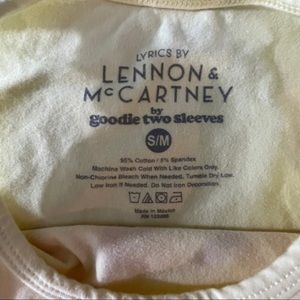 LYRICS BY
LENNON &
McCARTNEY
by
goodie two sleeves
S/M
95% Cotton / 5% Spandex
Machine Wash Cold With Like Colors Only.
Non-Chlorine Bleach When Needed, Tumble Dry Low.
Low Iron If Needed. Do Not Iron Decoration.
Made in Mexico